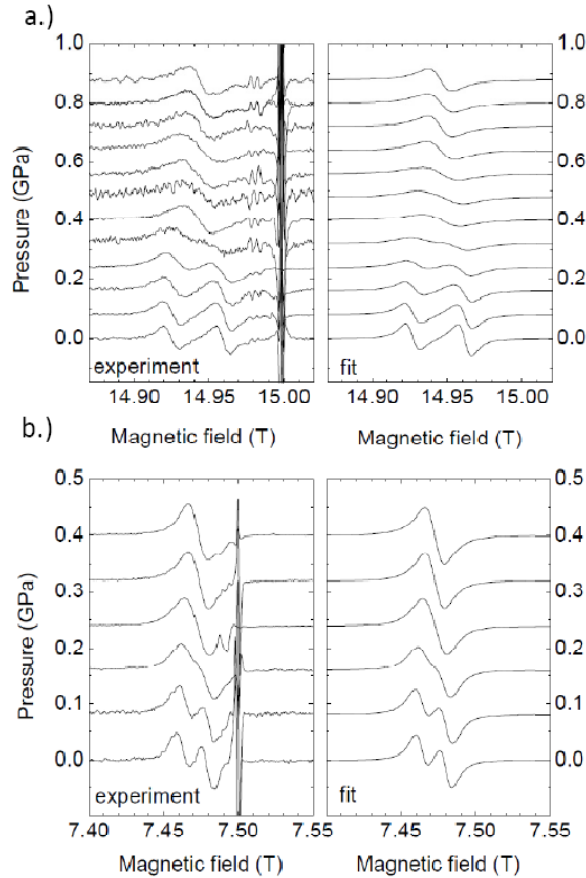 a.)
1.0 1.0
0.8 0.8
0.6 0.6
0.4 0.4
0.2 0.2
0.0 0.0
Pressure (GPa)
experiment fit
14.90 14.95 15.00 14.90 14.95 15.00
Magnetic field (T) Magnetic field (T)
b.)
0.5 0.5
0.4 0.4
0.3 0.3
0.2 0.2
0.1 0.1
0.0 0.0
Pressure (GPa)
experiment fit
7.40 7.45 7.50 7.55 7.45 7.50 7.55
Magnetic field (T) Magnetic field (T)